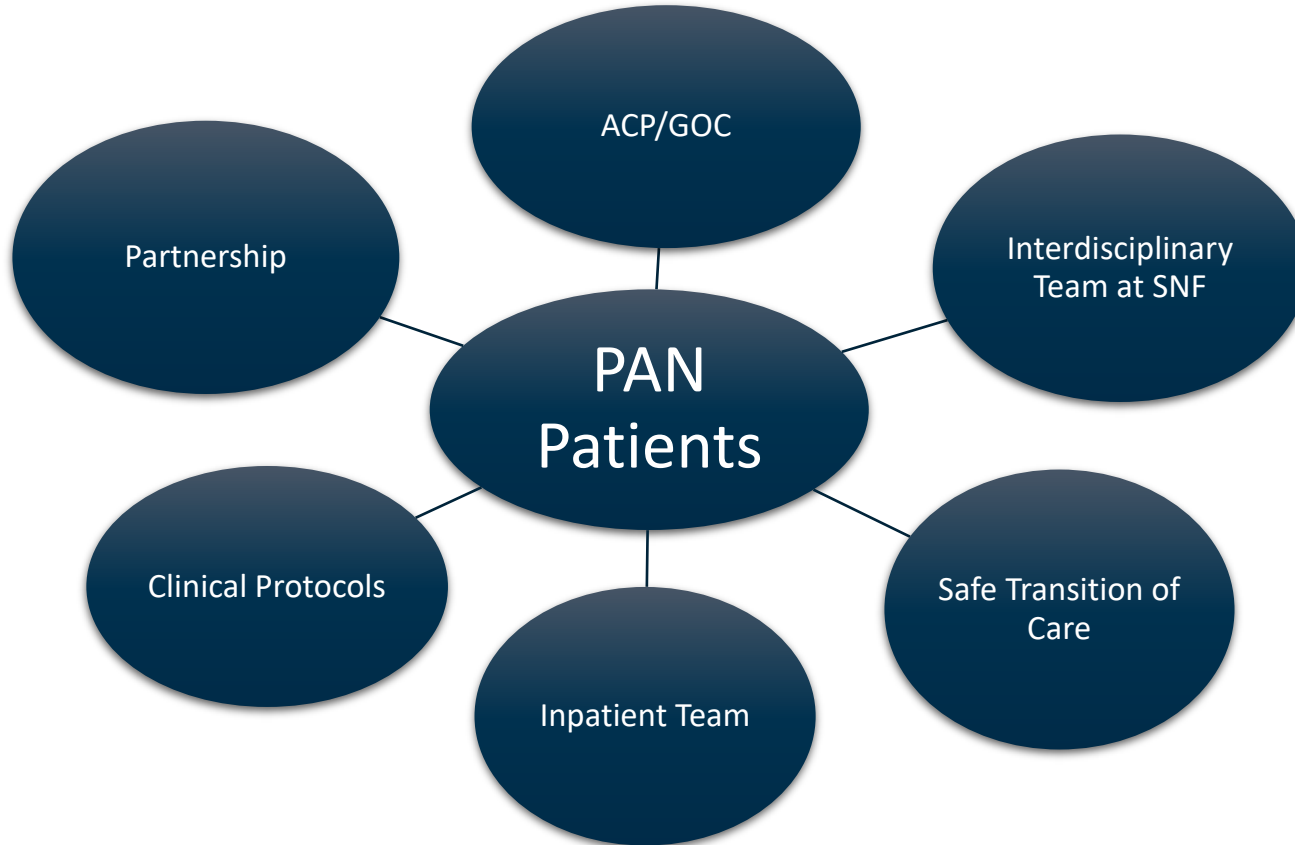 ACP/GOC
Partnership
Interdisciplinary
Team at SNF
PAN
Patients
Clinical Protocols
Safe Transition of
Care
Inpatient Team